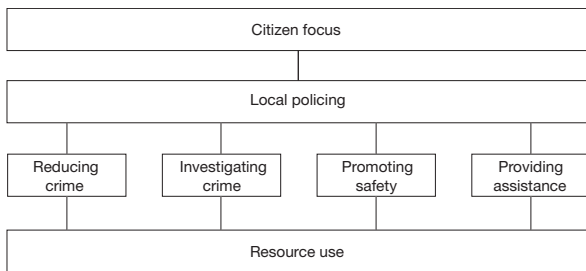 Citizen focus
Local policing
Reducing
crime
Investigating
crime
Promoting
safety
Providing
assistance
Resource use